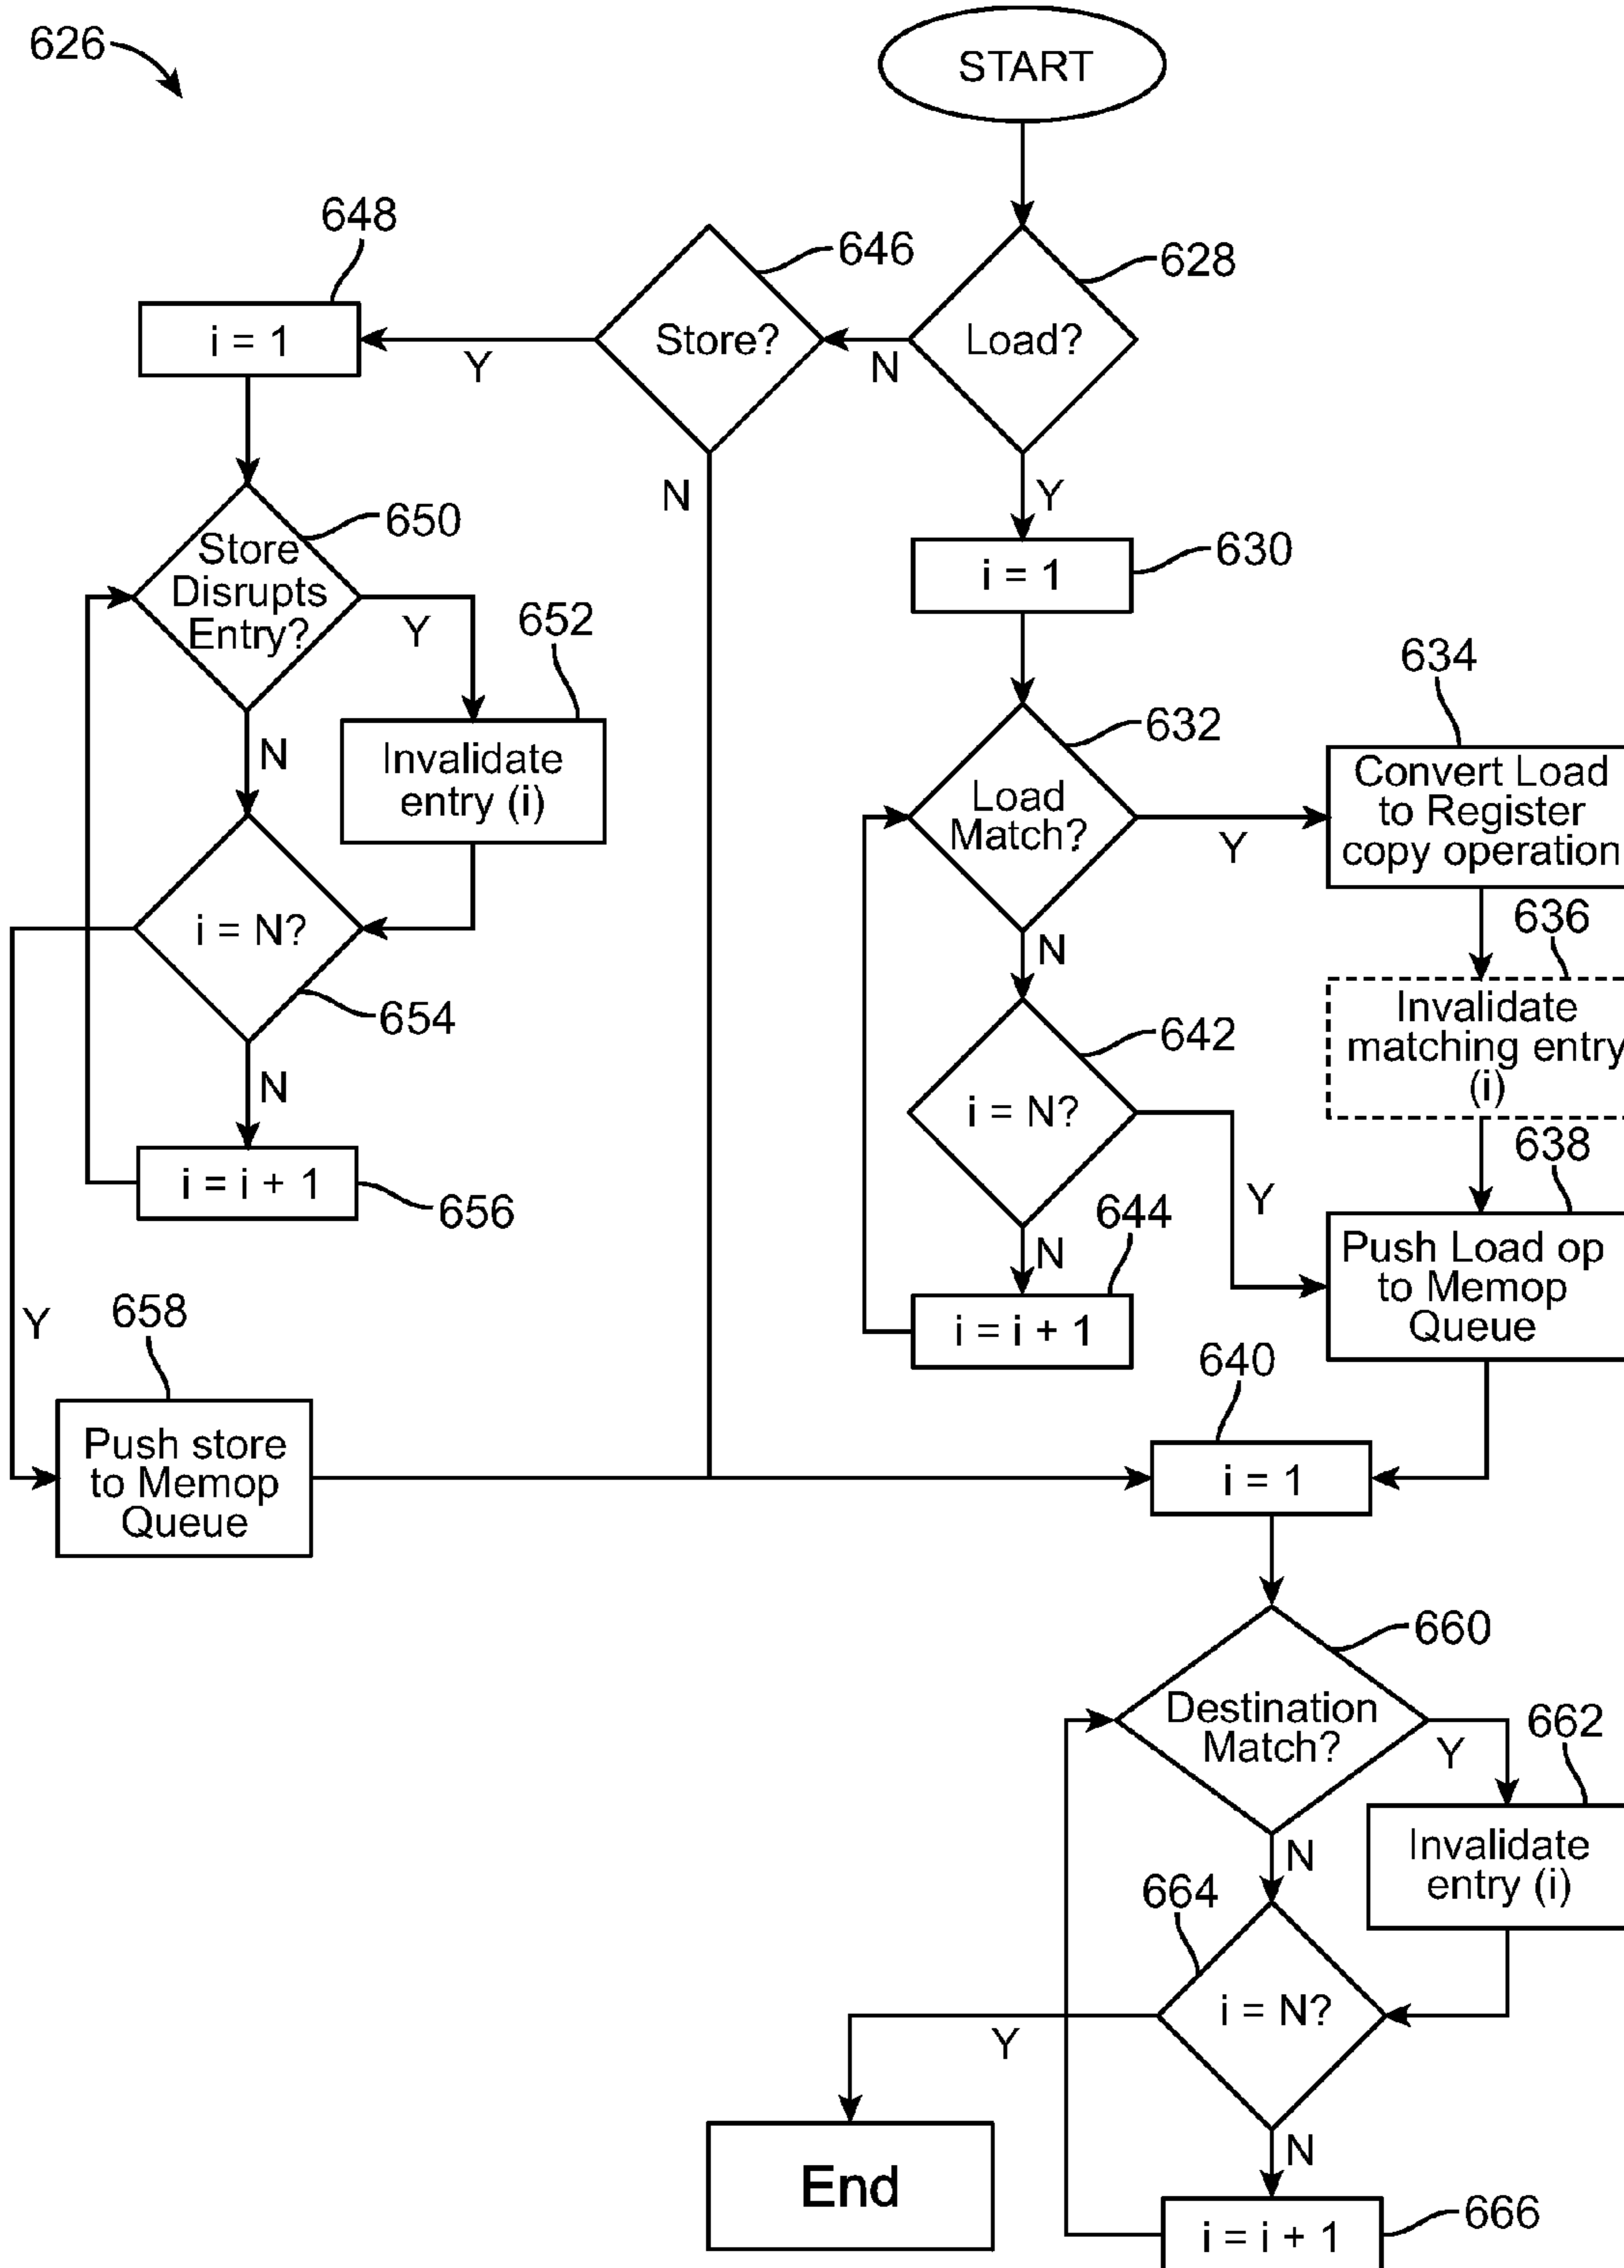 626
START
648
646
628
i = 1
Store?
Load?
Y
N
N
Y
650
Store
Disrupts
Entry?
Y
630
i = 1
652
634
632
N
Invalidate
entry (i)
Load
Match?
Y
Convert Load
to Register
copy operation
636
i = N?
N
654
Invalidate
matching entry
(i)
642
N
i = N?
638
i = i + 1
656
Y
644
N
Push Load op
to Memop
Queue
Y
658
i = i + 1
640
Push store
to Memop
Queue
i = 1
660
Destination
Match?
Y
662
N
Invalidate
entry (i)
664
i = N?
Y
N
End
i = i + 1
666